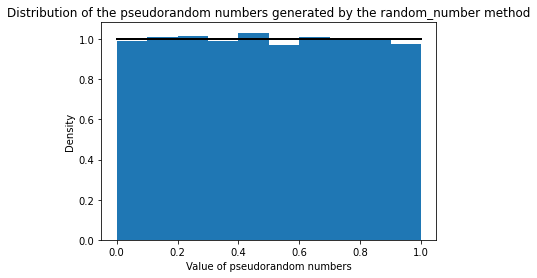 Distribution of the pseudorandom numbers generated by the random_number method
1.0
0.8
0.6
0.4
0.2
0.0
Density
0.0 0.2 0.4 0.6 0.8 1.0
Value of pseudorandom numbers